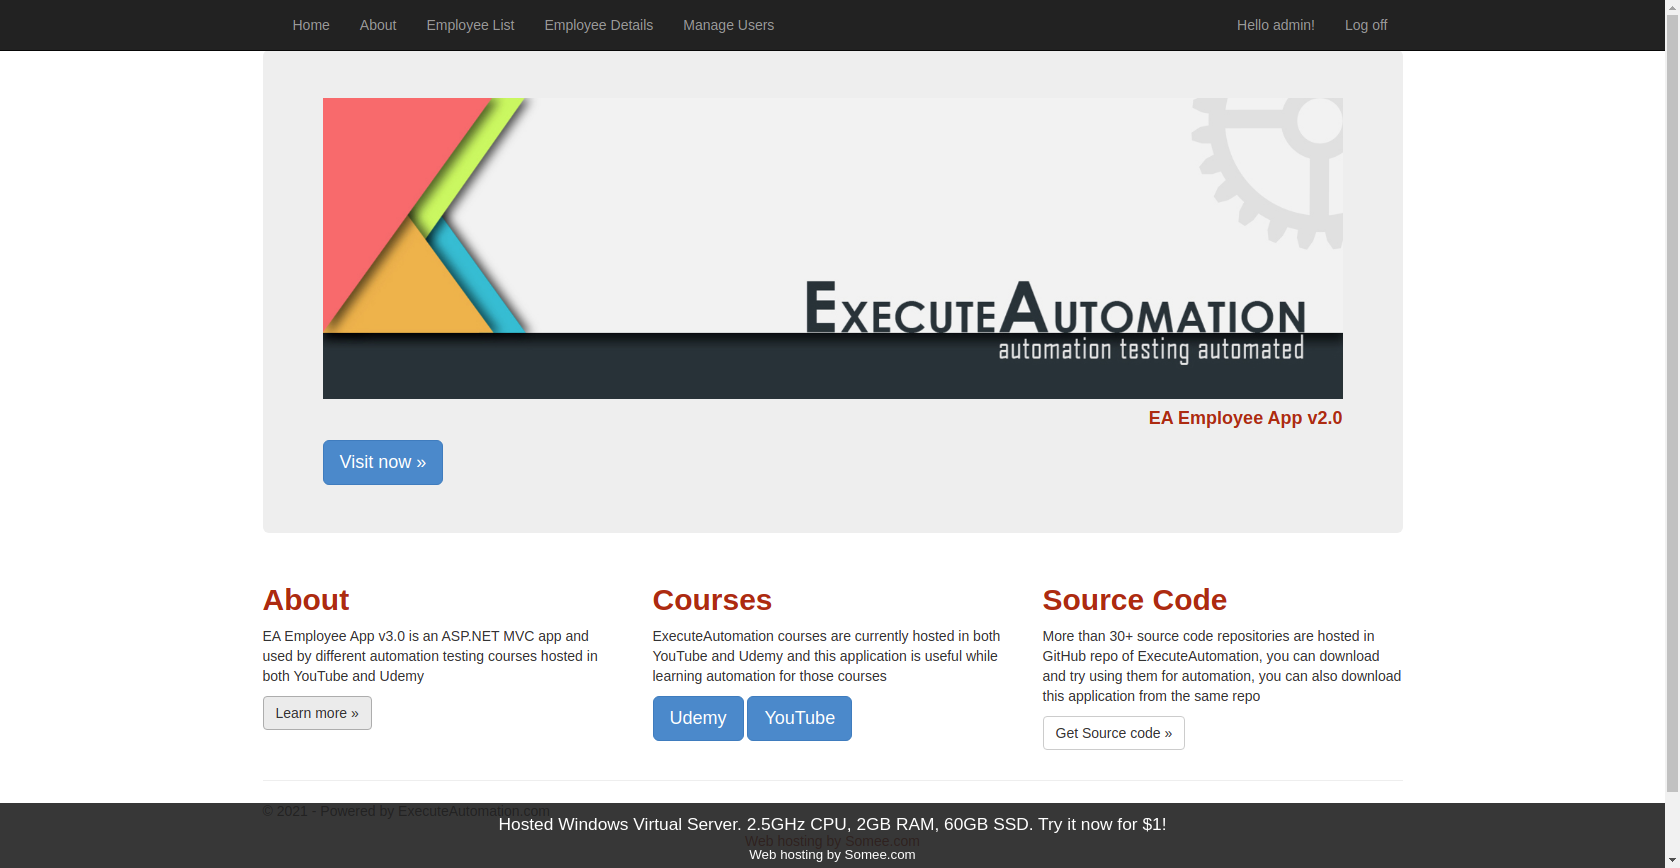 Home About Employee List Employee Details Manage Users Hello admin! Log off
EXECUTEAUTOMATION
automation testing automated
EA Employee App v2.0
Visit now »
About
EA Employee App v3.0 is an ASP.NET MVC app and
used by different automation testing courses hosted in
both YouTube and Udemy
Learn more »
Courses
ExecuteAutomation courses are currently hosted in both
YouTube and Udemy and this application is useful while
learning automation for those courses
Udemy YouTube
Source Code
More than 30+ source code repositories are hosted in
GitHub repo of ExecuteAutomation, you can download
and try using them for automation, you can also download
this application from the same repo
Get Source code »
© 2021 - Powered by ExecuteAutomation.com
Hosted Windows Virtual Server. 2.5GHz CPU, 2GB RAM, 60GB SSD. Try it now for $1!
Web hosting by Somee.com
Web hosting by Somee.com